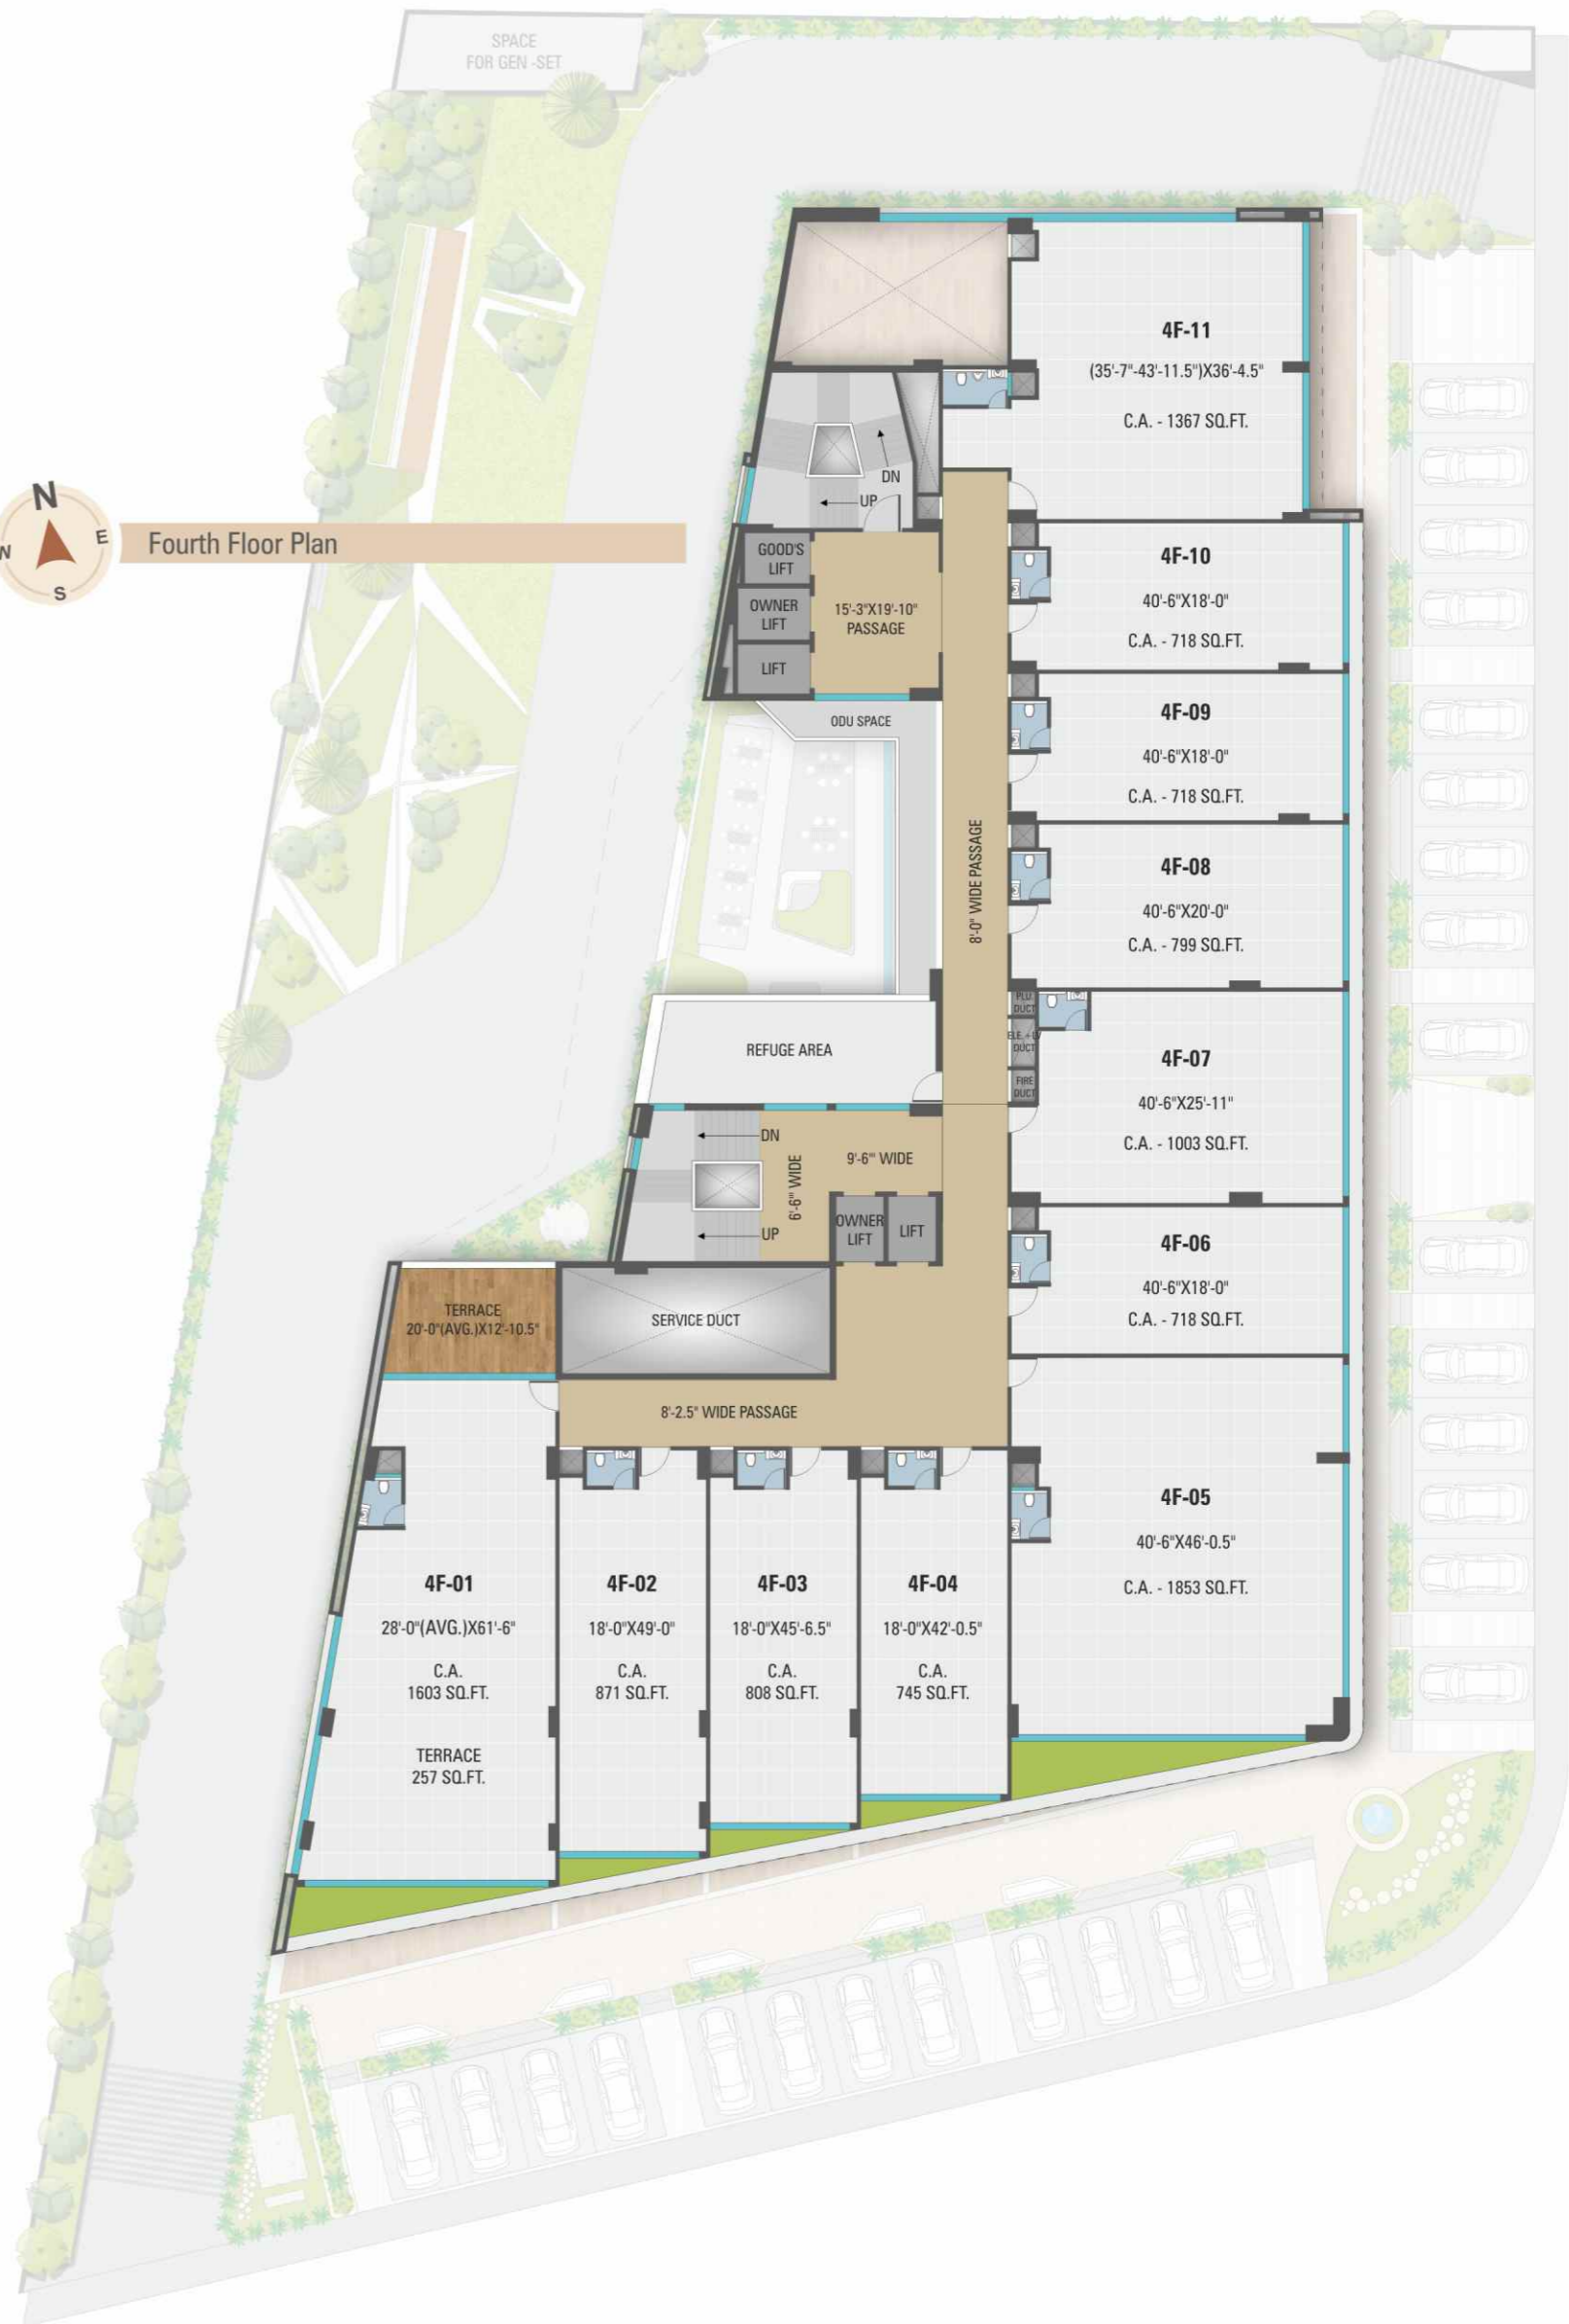 SPACE
FOR GEN -SET
N
W
E
S
Fourth Floor Plan
4F-11
(35'-7"-43'-11.5")X36'-4.5"
C.A. - 1367 SQ.FT.
DN
UP
GOOD'S
LIFT
OWNER
LIFT
LIFT
15'-3"X19'-10"
PASSAGE
4F-10
40'-6"X18'-0"
C.A. - 718 SQ.FT.
ODU SPACE
4F-09
40'-6"X18'-0"
C.A. - 718 SQ.FT.
8'-0" WIDE PASSAGE
4F-08
40'-6"X20'-0"
C.A. - 799 SQ.FT.
REFUGE AREA
PLU.
DUCT
ELE. + LV
DUCT
FIRE
DUCT
4F-07
40'-6"X25'-11"
C.A. - 1003 SQ.FT.
DN
UP
6'-6" WIDE
9'-6" WIDE
OWNER
LIFT
LIFT
4F-06
40'-6"X18'-0"
C.A. - 718 SQ.FT.
TERRACE
20'-0"(AVG.)X12'-10.5"
SERVICE DUCT
8'-2.5" WIDE PASSAGE
4F-01
28'-0"(AVG.)X61'-6"
C.A.
1603 SQ.FT.
TERRACE
257 SQ.FT.
4F-02
18'-0"X49'-0"
C.A.
871 SQ.FT.
4F-03
18'-0"X45'-6.5"
C.A.
808 SQ.FT.
4F-04
18'-0"X42'-0.5"
C.A.
745 SQ.FT.
4F-05
40'-6"X46'-0.5"
C.A. - 1853 SQ.FT.